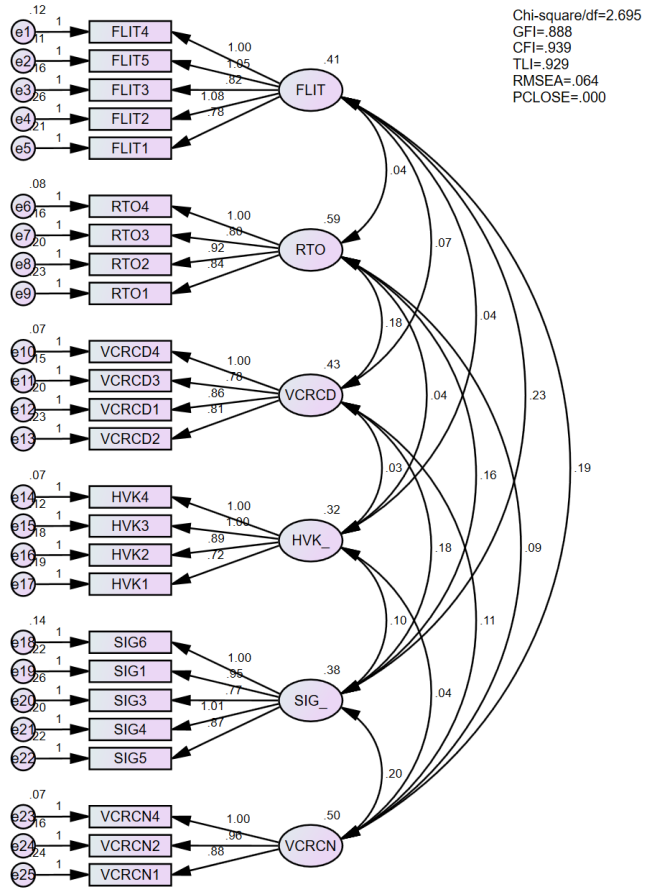 Chi-square/df=2.695
GFI=.888
CFI=.939
TLI=.929
RMSEA=.064
PCLOSE=.000
.12
e1 1 FLIT4 1.00
.11
e2 1 FLIT5 1.05
.16
e3 1 FLIT3 .82
.26
e4 1 FLIT2 1.08
.21
e5 1 FLIT1 .78
.41
FLIT
.04
.08
e6 1 RTO4 1.00
.16
e7 1 RTO3 .80
.20
e8 1 RTO2 .92
.23
e9 1 RTO1 .84
.59
RTO
.07
.04
.18
.07
e10 1 VCRCD4 1.00
.15
e11 1 VCRCD3 .78
.20
e12 1 VCRCD1 .86
.23
e13 1 VCRCD2 .81
.43
VCRCD
.04
.23
.03
.16
.19
.07
e14 1 HVK4 1.00
.12
e15 1 HVK3 1.00
.18
e16 1 HVK2 .89
.19
e17 1 HVK1 .72
.32
HVK_
.18
.09
.10
.11
.14
e18 1 SIG6 1.00
.22
e19 1 SIG1 .95
.26
e20 1 SIG3 .77
.20
e21 1 SIG4 1.01
.22
e22 1 SIG5 .87
.38
SIG_
.04
.20
.07
e23 1 VCRCN4 1.00
.16
e24 1 VCRCN2 .96
.24
e25 1 VCRCN1 .88
.50
VCRCN